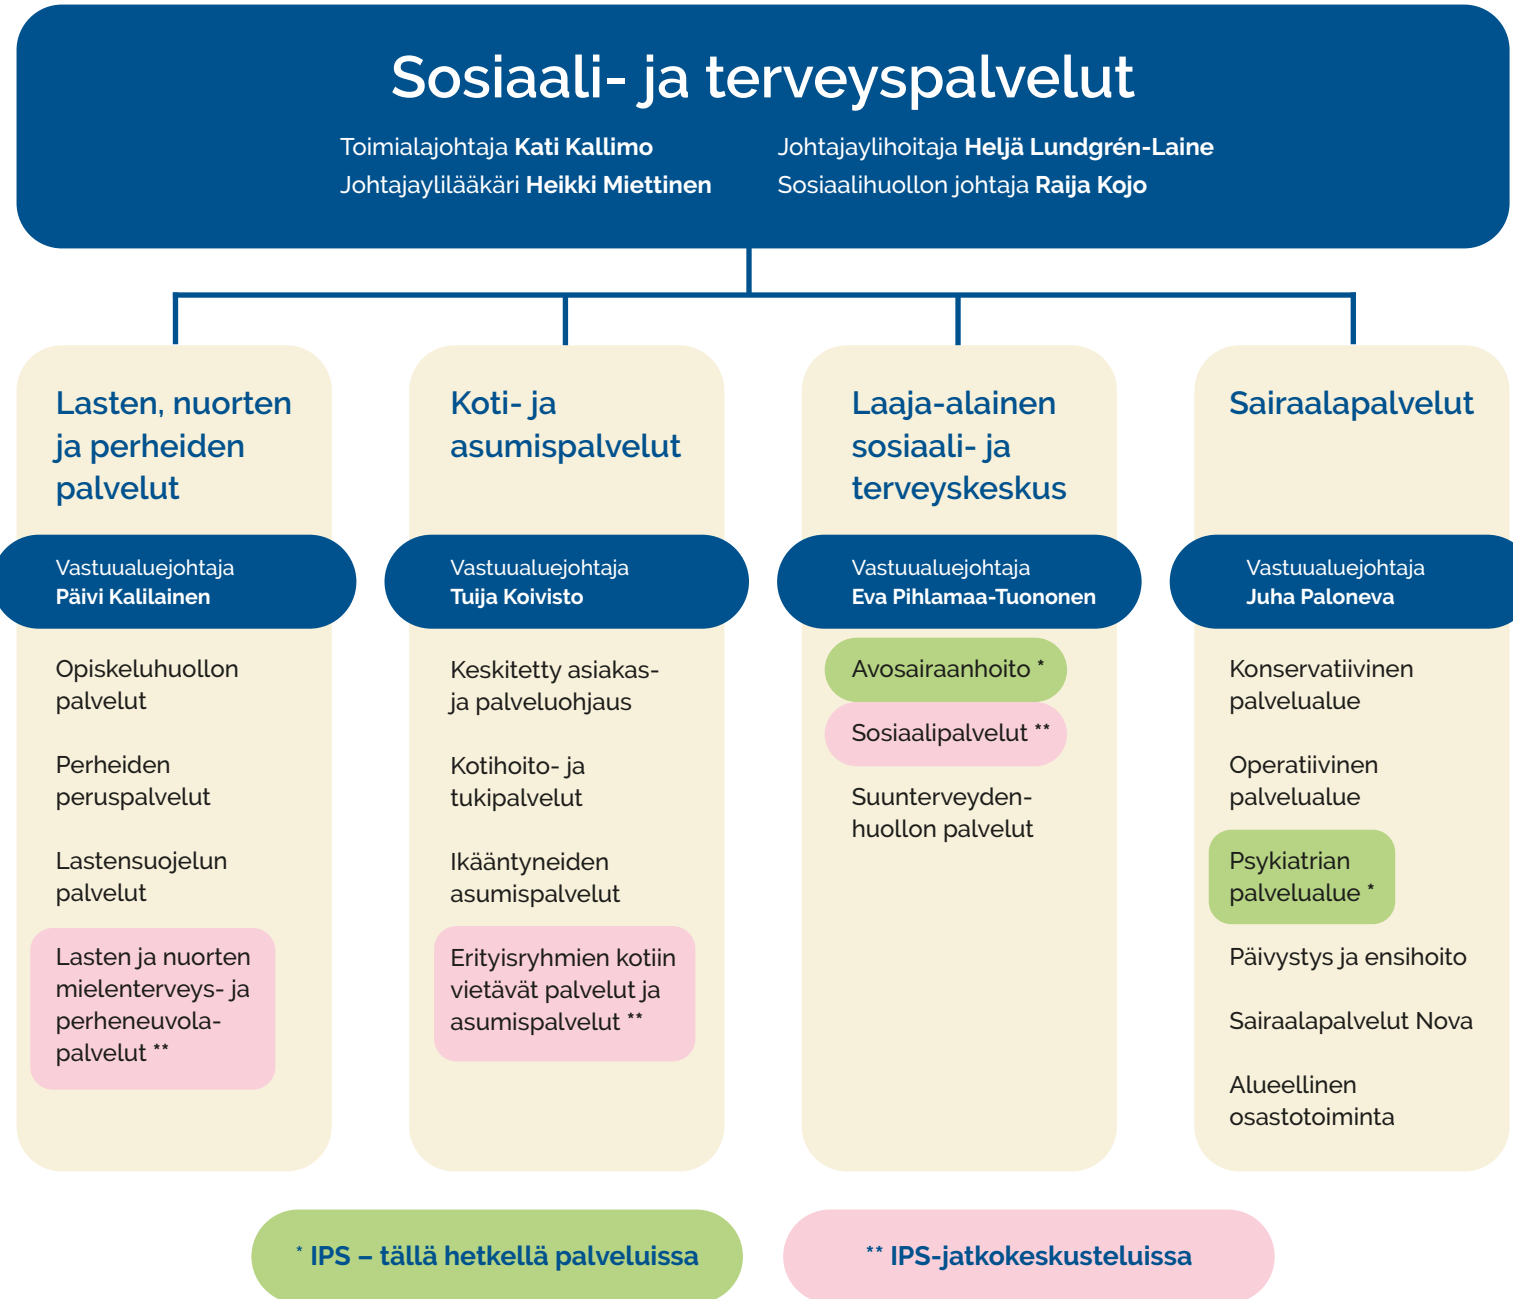 Sosiaali- ja terveyspalvelut
Toimialajohtaja Kati Kallimo
Johtajaylilääkäri Heikki Miettinen
Johtajaylihoitaja Heljä Lundgrén-Laine
Sosiaalihuollon johtaja Raija Kojo
Lasten, nuorten
ja perheiden
palvelut
Vastuualuejohtaja
Päivi Kalilainen
Opiskeluhuollon
palvelut
Perheiden
peruspalvelut
Lastensuojelun
palvelut
Lasten ja nuorten
mielenterveys- ja
perheneuvola-
palvelut **
Koti- ja
asumispalvelut
Vastuualuejohtaja
Tuija Koivisto
Keskitetty asiakas-
ja palveluohjaus
Kotihoito- ja
tukipalvelut
Ikääntyneiden
asumispalvelut
Erityisryhmien kotiin
vietävät palvelut ja
asumispalvelut **
Laaja-alainen
sosiaali- ja
terveyskeskus
Vastuualuejohtaja
Eva Pihlamaa-Tuononen
Avosairaanhoito *
Sosiaalipalvelut **
Suunterveyden-
huollon palvelut
Sairaalapalvelut
Vastuualuejohtaja
Juha Paloneva
Konservatiivinen
palvelualue
Operatiivinen
palvelualue
Psykiatrian
palvelualue *
Päivystys ja ensihoito
Sairaalapalvelut Nova
Alueellinen
osastotoiminta
* IPS – tällä hetkellä palveluissa
** IPS-jatkokeskusteluissa